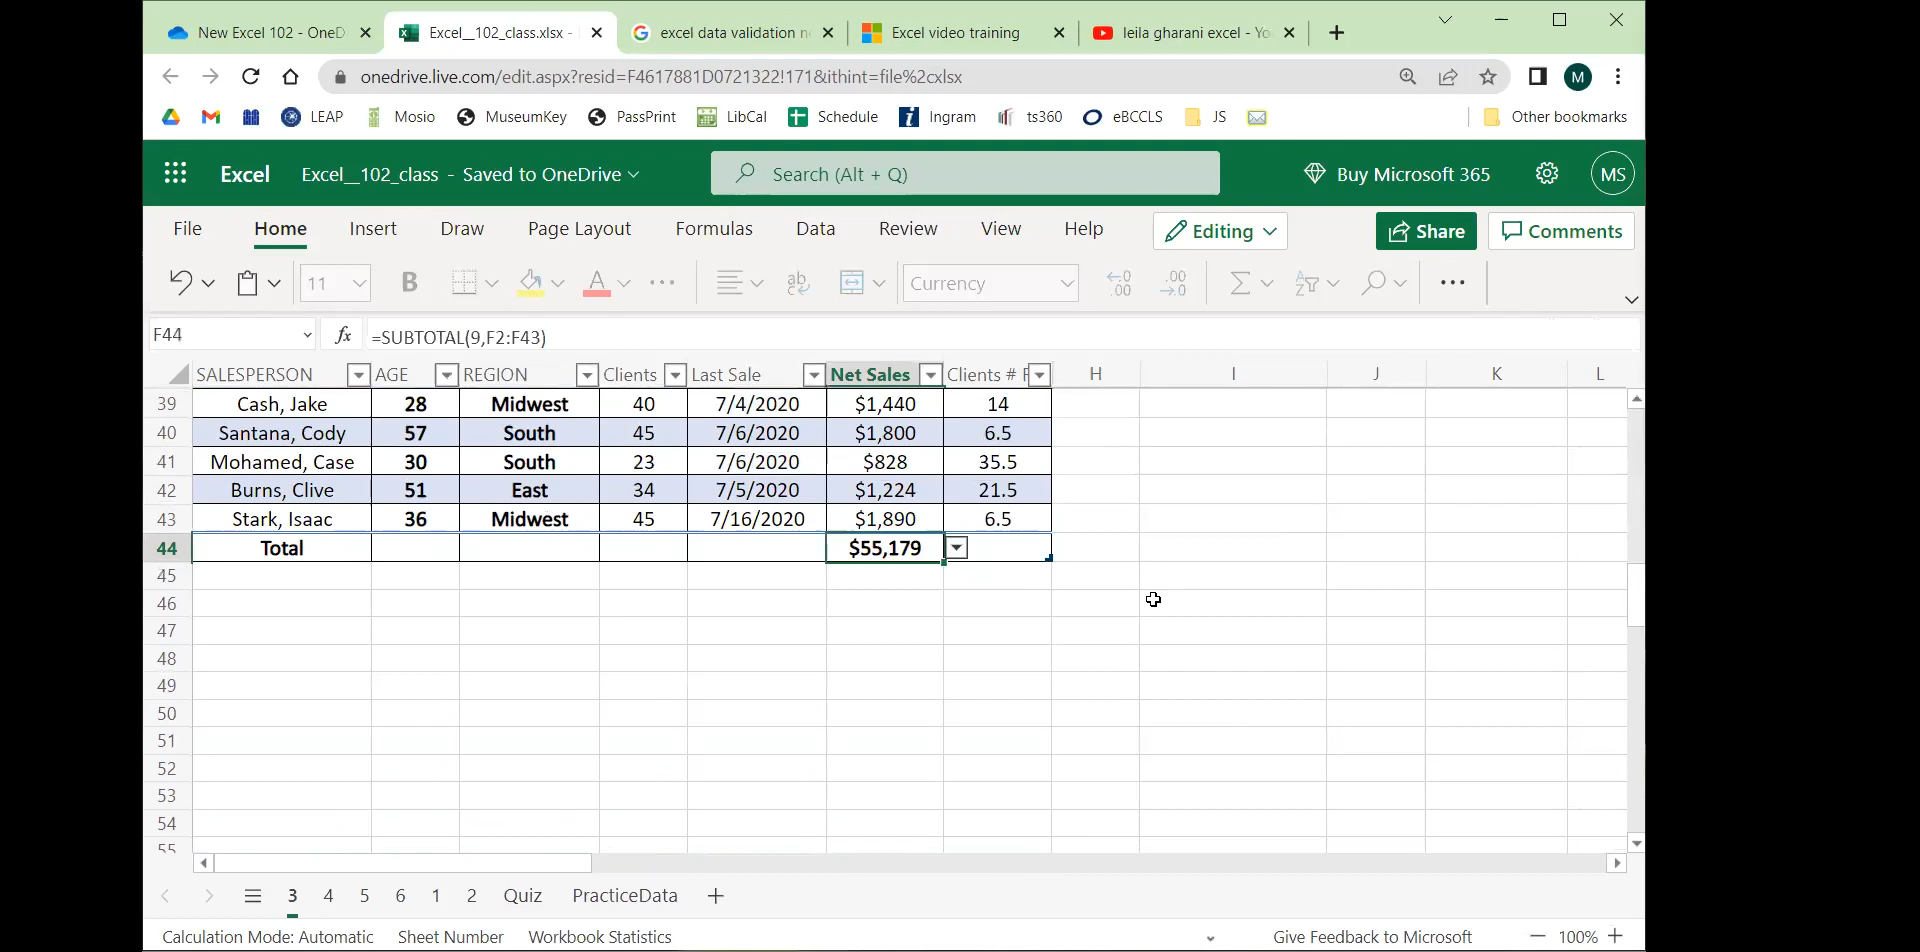 New Excel 102 - OneD
Excel__102_class.xlsx -
excel data validation n
Excel video training
leila gharani excel - Yo
onedrive.live.com/edit.aspx?resid=F4617881D0721322!171&ithint=file%2cxlsx
M
LEAP Mosio MuseumKey PassPrint LibCal Schedule Ingram ts360 eBCCLS JS Other bookmarks
Excel Excel__102_class - Saved to OneDrive Search (Alt + Q) Buy Microsoft 365 MS
File Home Insert Draw Page Layout Formulas Data Review View Help Editing Share Comments
11 B A ab Currency
F44 fx =SUBTOTAL(9,F2:F43)
SALESPERSON AGE REGION Clients Last Sale Net Sales Clients # H I J K L
39 Cash, Jake 28 Midwest 40 7/4/2020 $1,440 14
40 Santana, Cody 57 South 45 7/6/2020 $1,800 6.5
41 Mohamed, Case 30 South 23 7/6/2020 $828 35.5
42 Burns, Clive 51 East 34 7/5/2020 $1,224 21.5
43 Stark, Isaac 36 Midwest 45 7/16/2020 $1,890 6.5
44 Total $55,179
45
46
47
48
49
50
51
52
53
54
55
3 4 5 6 1 2 Quiz PracticeData
Calculation Mode: Automatic Sheet Number Workbook Statistics Give Feedback to Microsoft 100%